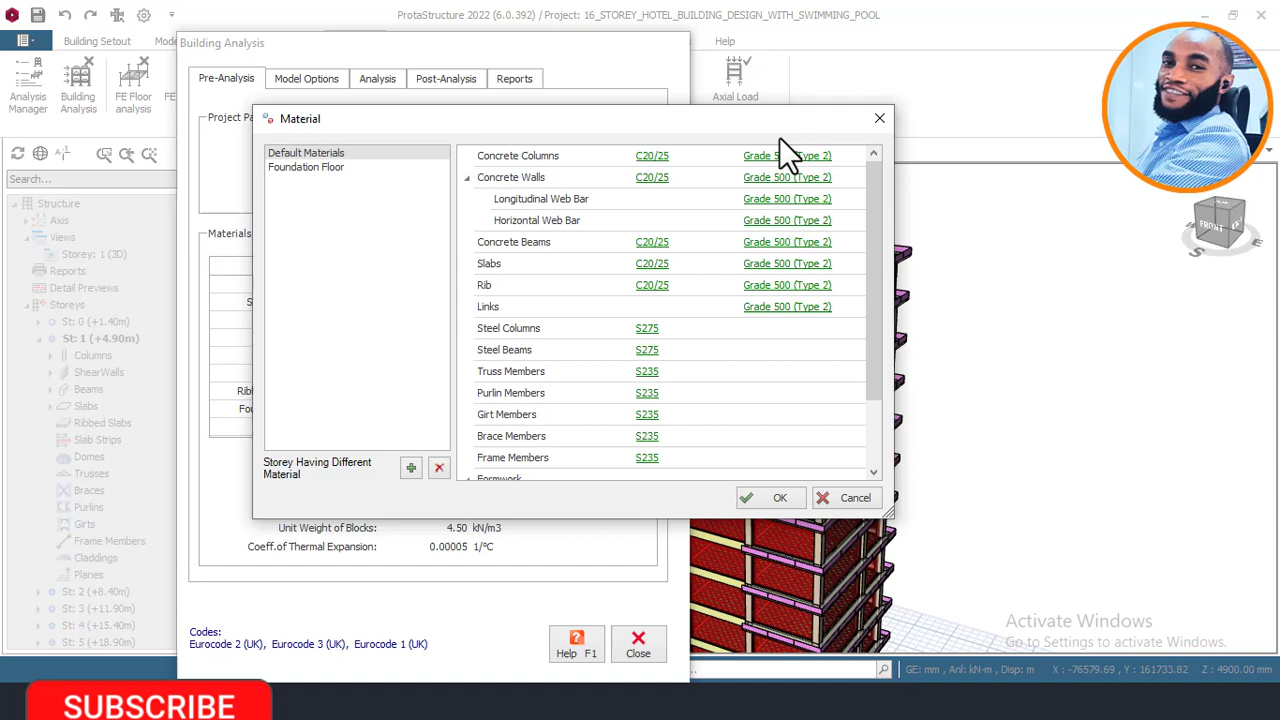 ProtaStructure 2022 (6.0.392) / Project: 16_STOREY_HOTEL_BUILDING_DESIGN_WITH_SWIMMING_POOL
Building Setout
Building Analysis
Help
Pre-Analysis
Model Options
Analysis
Post-Analysis
Reports
Analysis
Manager
Building
Analysis
FE Floor
analysis
Axial Load
Material
Default Materials
Foundation Floor
Concrete Columns C20/25 Grade 500 (Type 2)
Concrete Walls C20/25 Grade 500 (Type 2)
Longitudinal Web Bar Grade 500 (Type 2)
Horizontal Web Bar Grade 500 (Type 2)
Concrete Beams C20/25 Grade 500 (Type 2)
Slabs C20/25 Grade 500 (Type 2)
Rib C20/25 Grade 500 (Type 2)
Links Grade 500 (Type 2)
Steel Columns S275
Steel Beams S275
Truss Members S235
Purlin Members S235
Girt Members S235
Brace Members S235
Frame Members S235
Storey Having Different
Material
OK
Cancel
Search...
Structure
Axis
Views
Storey: 1 (3D)
Reports
Detail Previews
Storeys
St: 0 (+1.40m)
St: 1 (+4.90m)
Columns
ShearWalls
Beams
Slabs
Ribbed Slabs
Slab Strips
Domes
Trusses
Braces
Purlins
Girts
Frame Members
Claddings
Planes
St: 2 (+8.40m)
St: 3 (+11.90m)
St: 4 (+15.40m)
St: 5 (+18.90m)
Unit Weight of Blocks: 4.50 kN/m3
Coeff.of Thermal Expansion: 0.00005 1/°C
Codes:
Eurocode 2 (UK), Eurocode 3 (UK), Eurocode 1 (UK)
Help F1
Close
FRONT
S
E
Activate Windows
Go to Settings to activate Windows.
GE: mm , Anl: kN-m , Disp: m
X : -76579.69 , Y : 161733.82
Z : 4900.00 mm
SUBSCRIBE